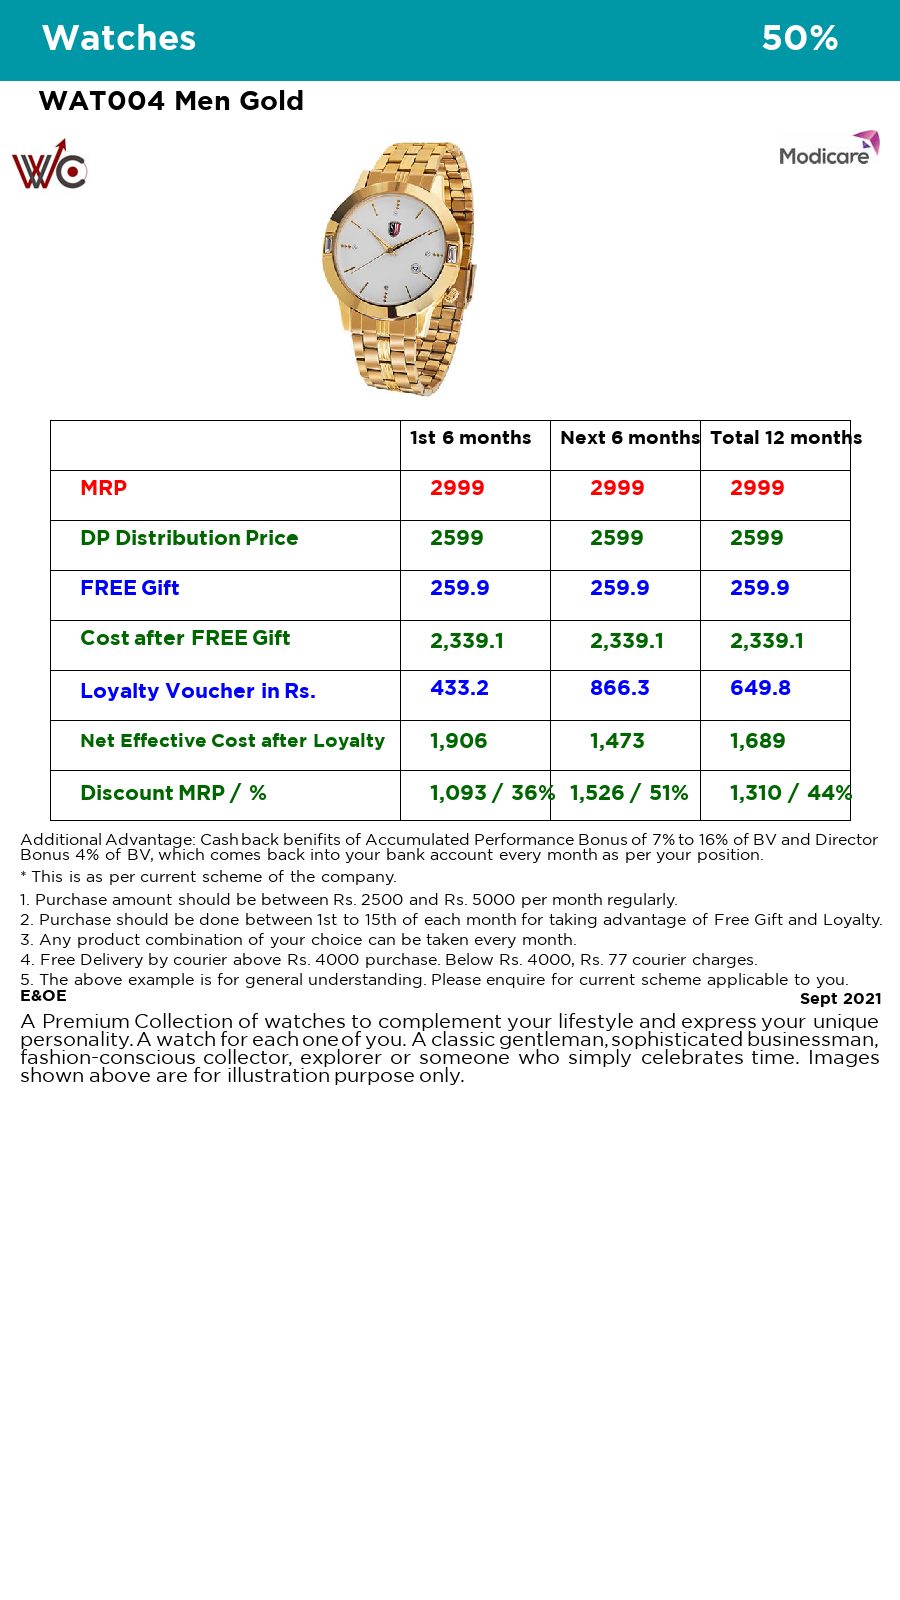 Watches 50%
WAT004 Men Gold
WC
Modicare
1st 6 months Next 6 months Total 12 months
MRP 2999 2999 2999
DP Distribution Price 2599 2599 2599
FREE Gift 259.9 259.9 259.9
Cost after FREE Gift 2,339.1 2,339.1 2,339.1
Loyalty Voucher in Rs. 433.2 866.3 649.8
Net Effective Cost after Loyalty 1,906 1,473 1,689
Discount MRP / % 1,093 / 36% 1,526 / 51% 1,310 / 44%
Additional Advantage: Cashback benifits of Accumulated Performance Bonus of 7% to 16% of BV and Director
Bonus 4% of BV, which comes back into your bank account every month as per your position.
* This is as per current scheme of the company.
1. Purchase amount should be between Rs. 2500 and Rs. 5000 per month regularly.
2. Purchase should be done between 1st to 15th of each month for taking advantage of Free Gift and Loyalty.
3. Any product combination of your choice can be taken every month.
4. Free Delivery by courier above Rs. 4000 purchase. Below Rs. 4000, Rs. 77 courier charges.
5. The above example is for general understanding. Please enquire for current scheme applicable to you.
E&OE Sept 2021
A Premium Collection of watches to complement your lifestyle and express your unique
personality. A watch for each one of you. A classic gentleman, sophisticated businessman,
fashion-conscious collector, explorer or someone who simply celebrates time. Images
shown above are for illustration purpose only.